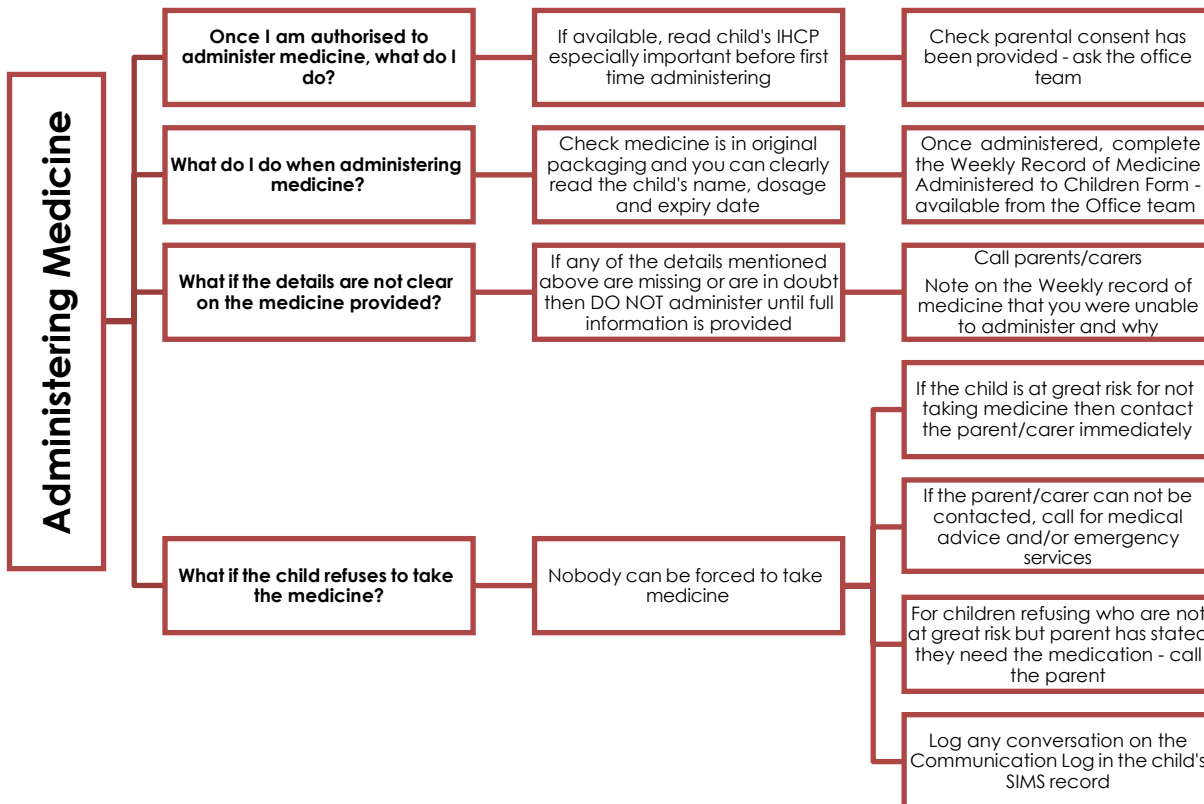 Administering Medicine
Once I am authorised to
administer medicine, what do I
do?
If available, read child's IHCP
especially important before first
time administering
Check parental consent has
been provided - ask the office
team
What do I do when administering
medicine?
Check medicine is in original
packaging and you can clearly
read the child's name, dosage
and expiry date
Once administered, complete
the Weekly Record of Medicine
Administered to Children Form -
available from the Office team
What if the details are not clear
on the medicine provided?
If any of the details mentioned
above are missing or are in doubt
then DO NOT administer until full
information is provided
Call parents/carers
Note on the Weekly record of
medicine that you were unable
to administer and why
What if the child refuses to take
the medicine?
Nobody can be forced to take
medicine
If the child is at great risk for not
taking medicine then contact
the parent/carer immediately
If the parent/carer can not be
contacted, call for medical
advice and/or emergency
services
For children refusing who are not
at great risk but parent has stated
they need the medication - call
the parent
Log any conversation on the
Communication Log in the child's
SIMS record